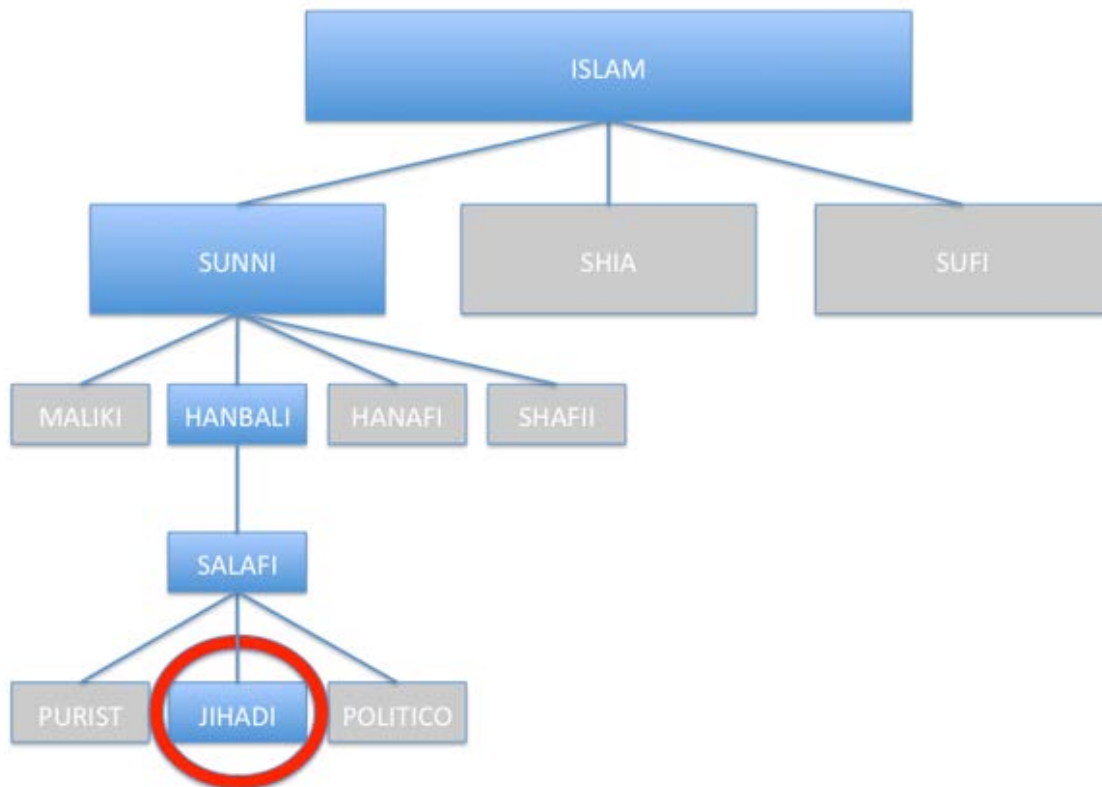 ISLAM
SUNNI
SHIA
SUFI
MALIKI
HANBALI
HANAFI
SHAFII
SALAFI
PURIST
JIHADI
POLITICO